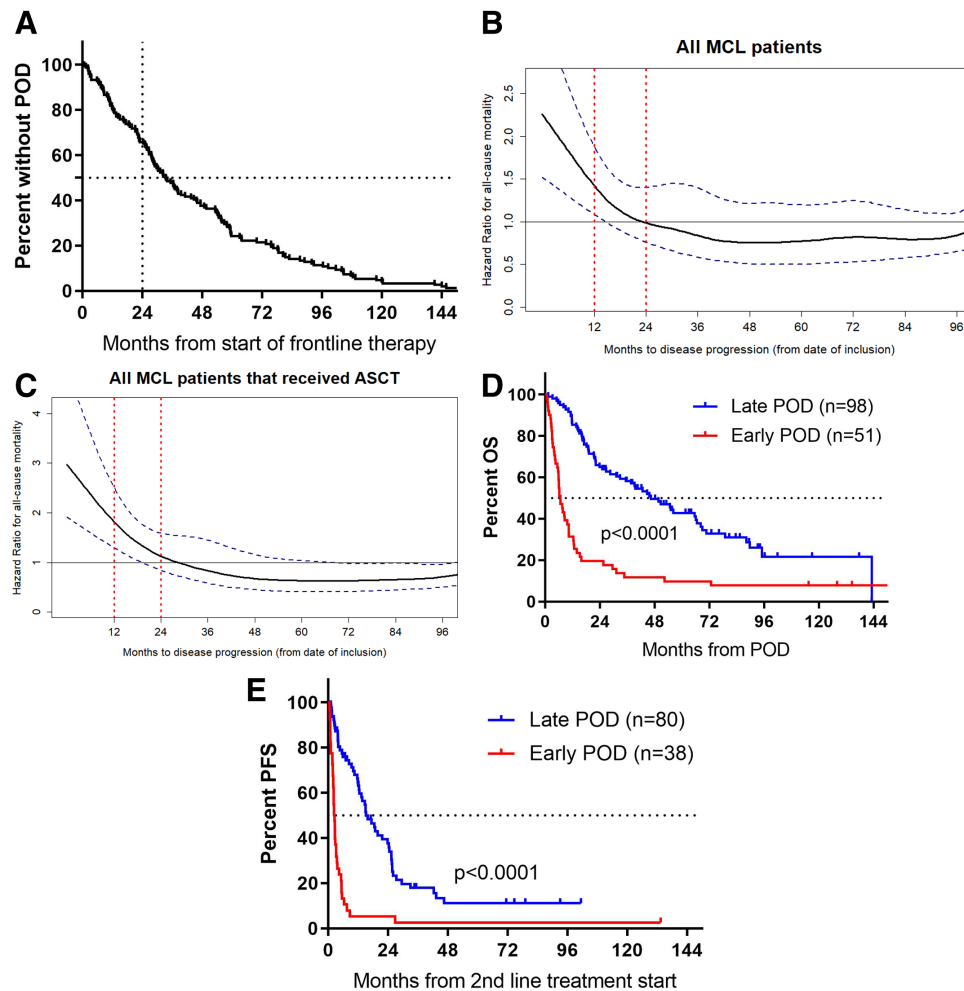 A
Percent without POD
100
80
60
40
20
0
0 24 48 72 96 120 144
Months from start of frontline therapy
B
All MCL patients
Hazard Ratio for all-cause mortality
2.5
2.0
1.5
1.0
0.5
0.0
12 24 36 48 60 72 84 96
Months to disease progression (from date of inclusion)
C
All MCL patients that received ASCT
Hazard Ratio for all-cause mortality
4
3
2
1
0
12 24 36 48 60 72 84 96
Months to disease progression (from date of inclusion)
D
Percent OS
100
80
60
40
20
0
Late POD (n=98)
Early POD (n=51)
p<0.0001
0 24 48 72 96 120 144
Months from POD
E
Percent PFS
100
80
60
40
20
0
Late POD (n=80)
Early POD (n=38)
p<0.0001
0 24 48 72 96 120 144
Months from 2nd line treatment start